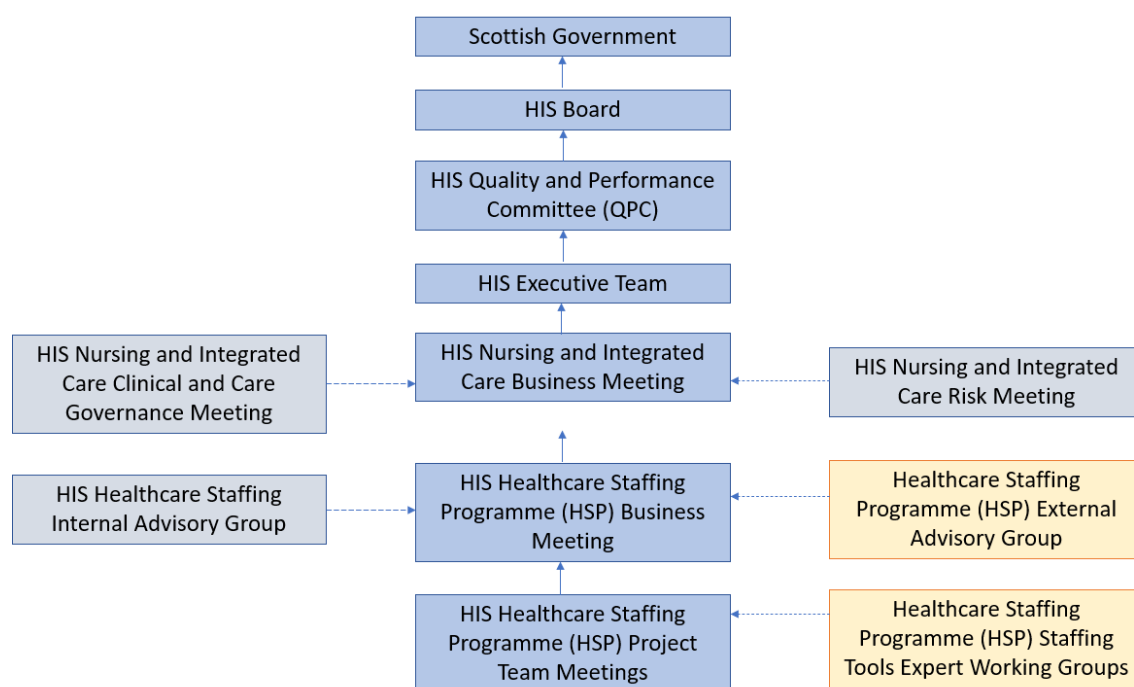 Scottish Government
HIS Board
HIS Quality and Performance
Committee (QPC)
HIS Executive Team
HIS Nursing and Integrated
Care Clinical and Care
Governance Meeting
HIS Nursing and Integrated
Care Business Meeting
HIS Nursing and Integrated
Care Risk Meeting
HIS Healthcare Staffing
Internal Advisory Group
HIS Healthcare Staffing
Programme (HSP) Business
Meeting
Healthcare Staffing
Programme (HSP) External
Advisory Group
HIS Healthcare Staffing
Programme (HSP) Project
Team Meetings
Healthcare Staffing
Programme (HSP) Staffing
Tools Expert Working Groups